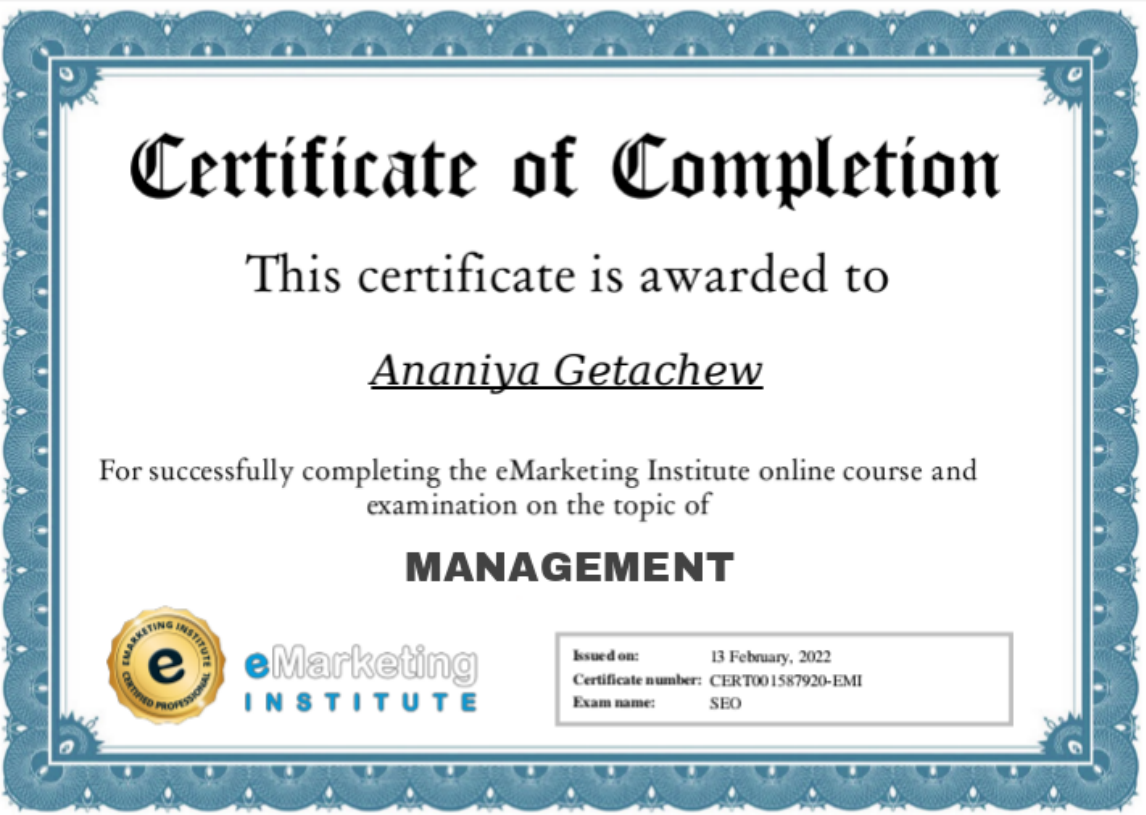 Certificate of Completion
This certificate is awarded to
Ananiya Getachew
For successfully completing the eMarketing Institute online course and
examination on the topic of
MANAGEMENT
EMARKETING INSTITUTE
e
CERTIFIED PROFESSIONAL
eMarketing
INSTITUTE
Issued on: 13 February, 2022
Certificate number: CERT001587920-EMI
Exam name: SEO